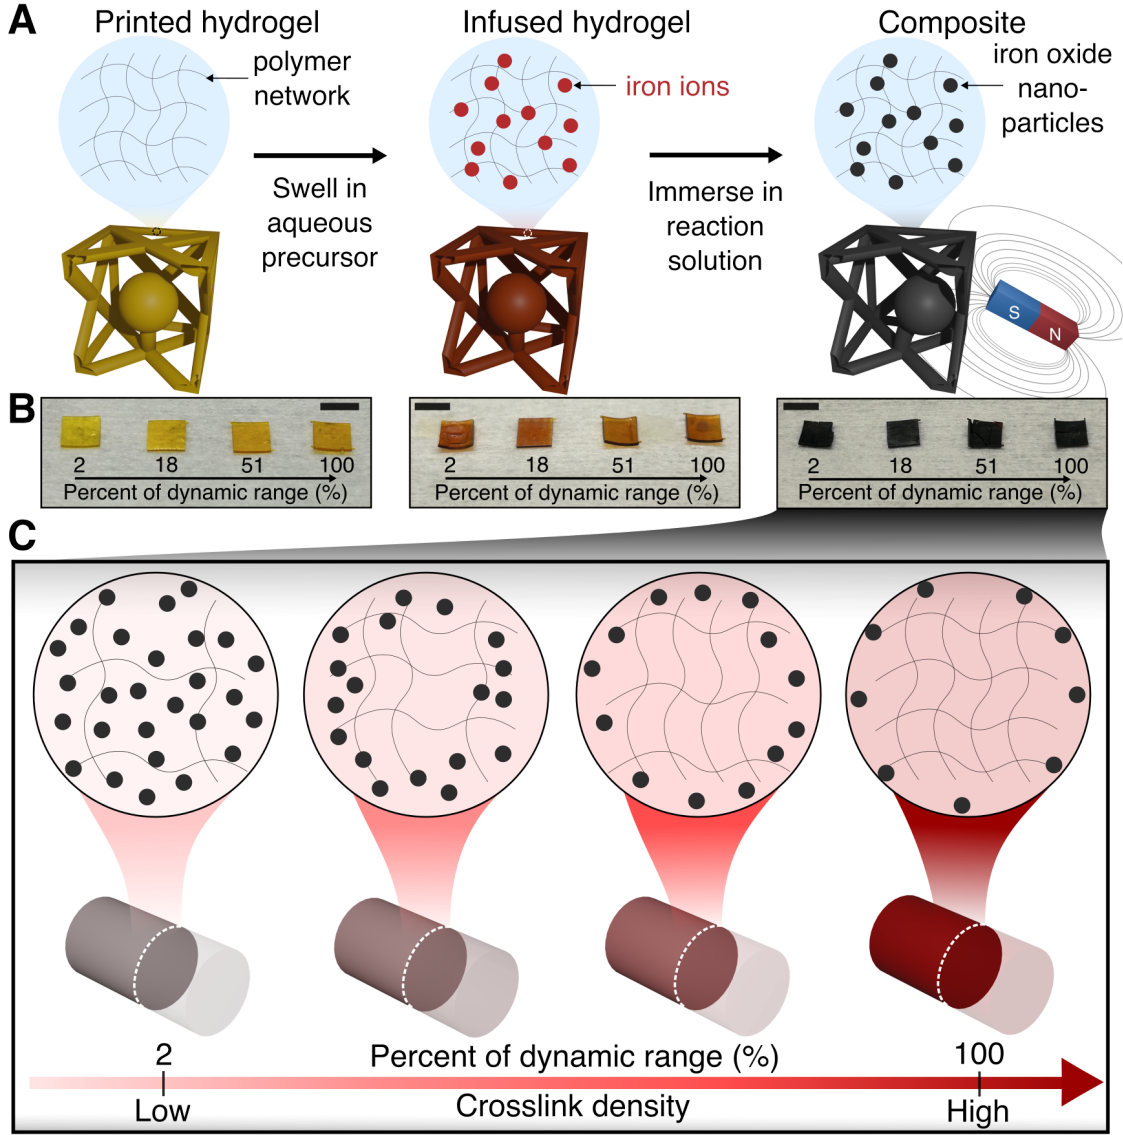 A
Printed hydrogel
polymer
network
Swell in
aqueous
precursor
Infused hydrogel
iron ions
Immerse in
reaction
solution
Composite
iron oxide
nano-
particles
S
N
B
2 18 51 100
Percent of dynamic range (%)
2 18 51 100
Percent of dynamic range (%)
2 18 51 100
Percent of dynamic range (%)
C
2 Percent of dynamic range (%) 100
Low Crosslink density High